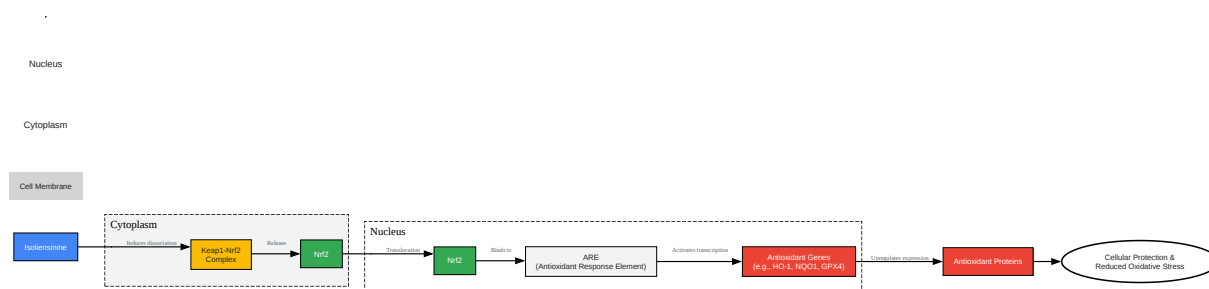 Nucleus
Cytoplasm
Cell Membrane
Cytoplasm
Isoliensinine
Induces dissociation
Keap1-Nrf2
Complex
Release
Nrf2
Nucleus
Translocation
Nrf2
Binds to
ARE
(Antioxidant Response Element)
Activates transcription
Antioxidant Genes
(e.g., HO-1, NQO1, GPX4)
Upregulates expression
Antioxidant Proteins
Cellular Protection &
Reduced Oxidative Stress